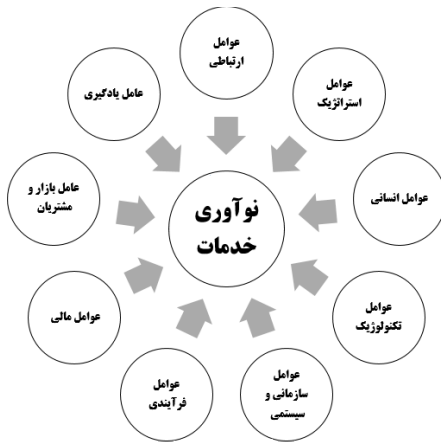 عوامل
ارتباطی
عوامل
استراتژیک
عوامل انسانی
عوامل
تکنولوژیک
عوامل
سازمانی و
سیستمی
عوامل
فرآیندی
عوامل مالی
عامل بازار و
مشتریان
عامل یادگیری
نوآوری
خدمات